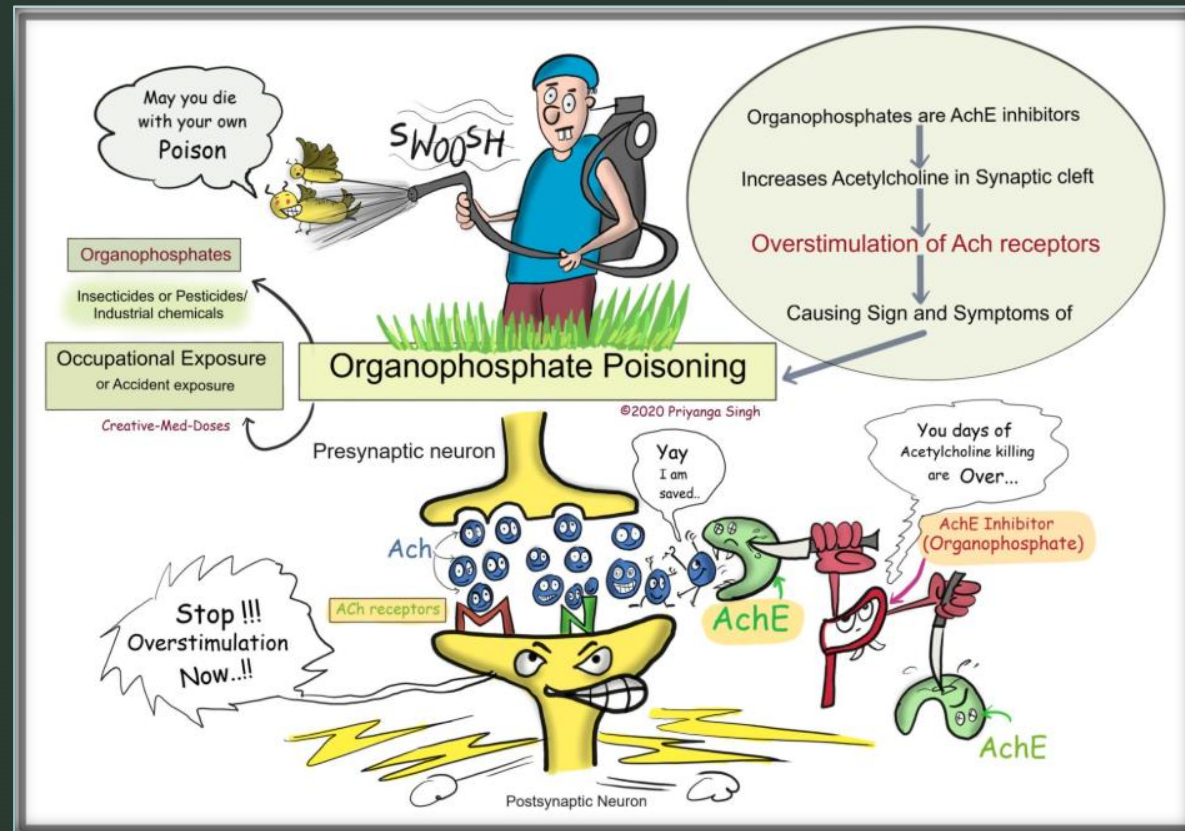 May you die
with your own
Poison
SWOOSH
Organophosphates are AchE inhibitors
Increases Acetylcholine in Synaptic cleft
Overstimulation of Ach receptors
Causing Sign and Symptoms of
Organophosphates
Insecticides or Pesticides/
Industrial chemicals
Occupational Exposure
or Accident exposure
Creative-Med-Doses
Organophosphate Poisoning
©2020 Priyanga Singh
Presynaptic neuron
Yay
I am
saved..
You days of
Acetylcholine killing
are Over...
AchE Inhibitor
(Organophosphate)
Ach
ACh receptors
M N
AchE
Stop !!!
Overstimulation
Now..!!
AchE
Postsynaptic Neuron